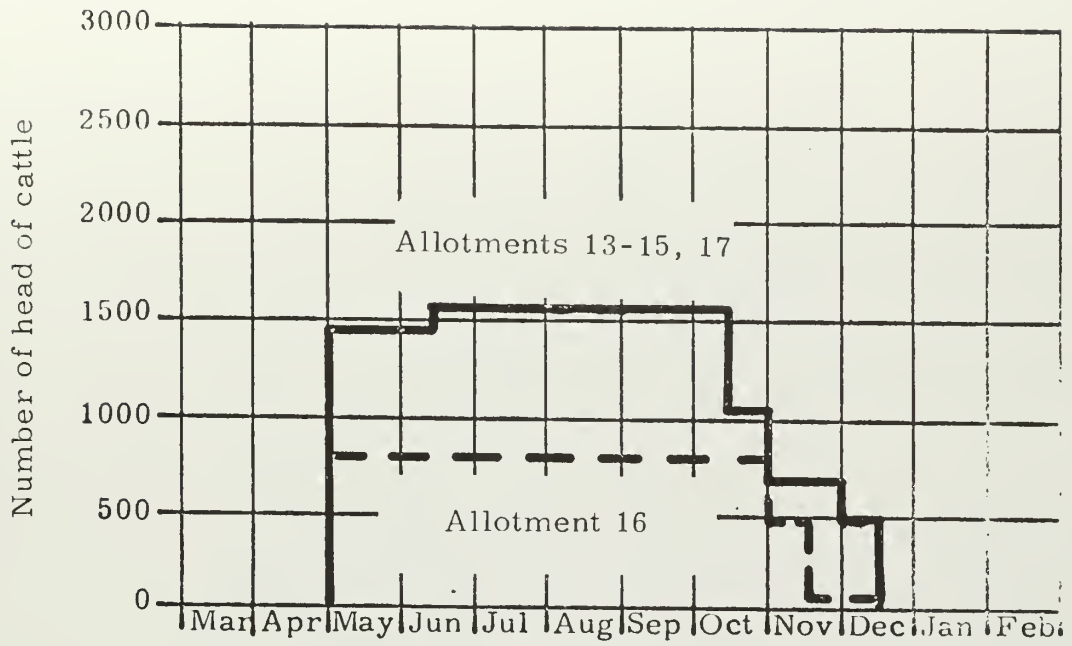 3000
2500
Number of head of cattle
2000
Allotments 13-15, 17
1500
1000
500
Allotment 16
0
Mar Apr May Jun Jul Aug Sep Oct Nov Dec Jan Feb